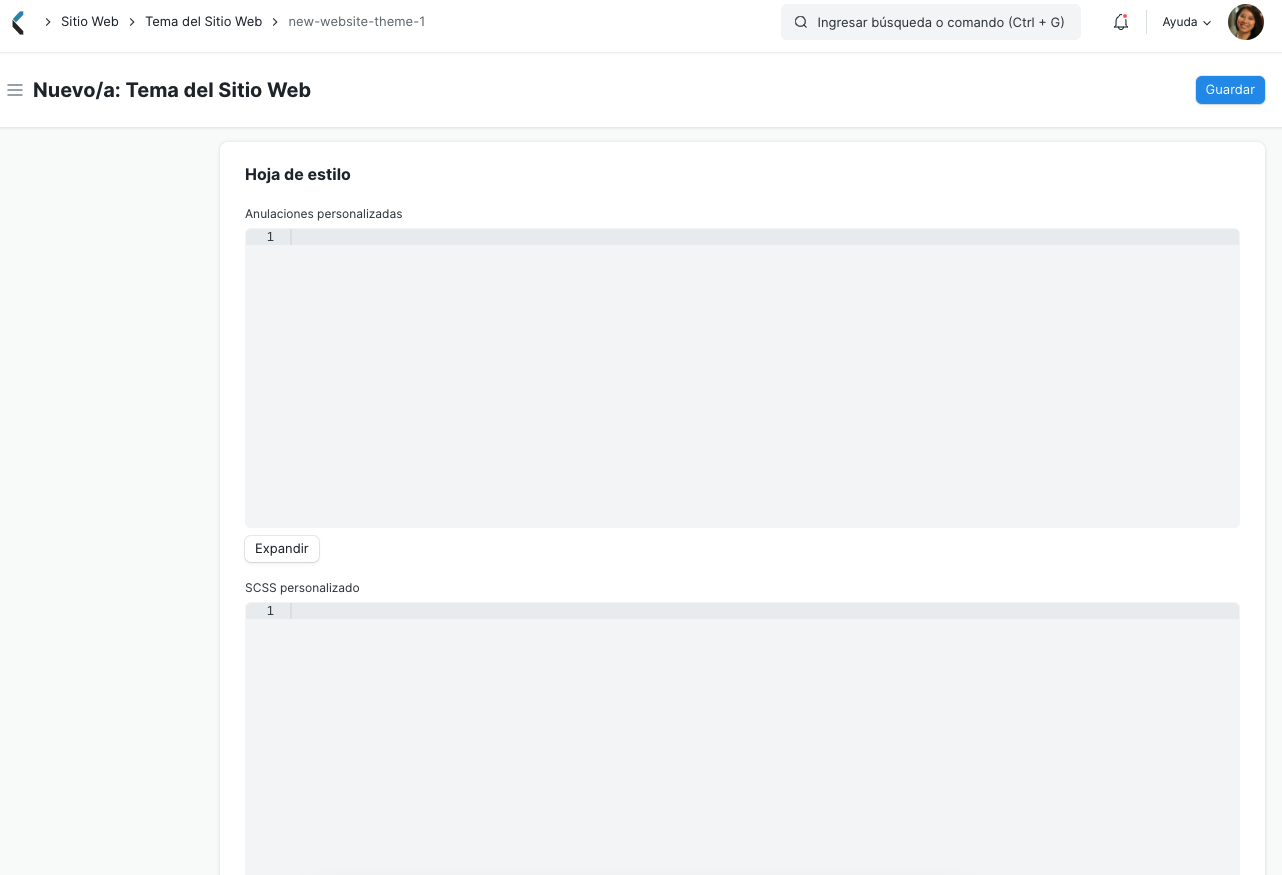 Sitio Web
Tema del Sitio Web
new-website-theme-1
Ingresar búsqueda o comando (Ctrl + G)
Ayuda
Nuevo/a: Tema del Sitio Web
Guardar
Hoja de estilo
Anulaciones personalizadas
1
Expandir
SCSS personalizado
1